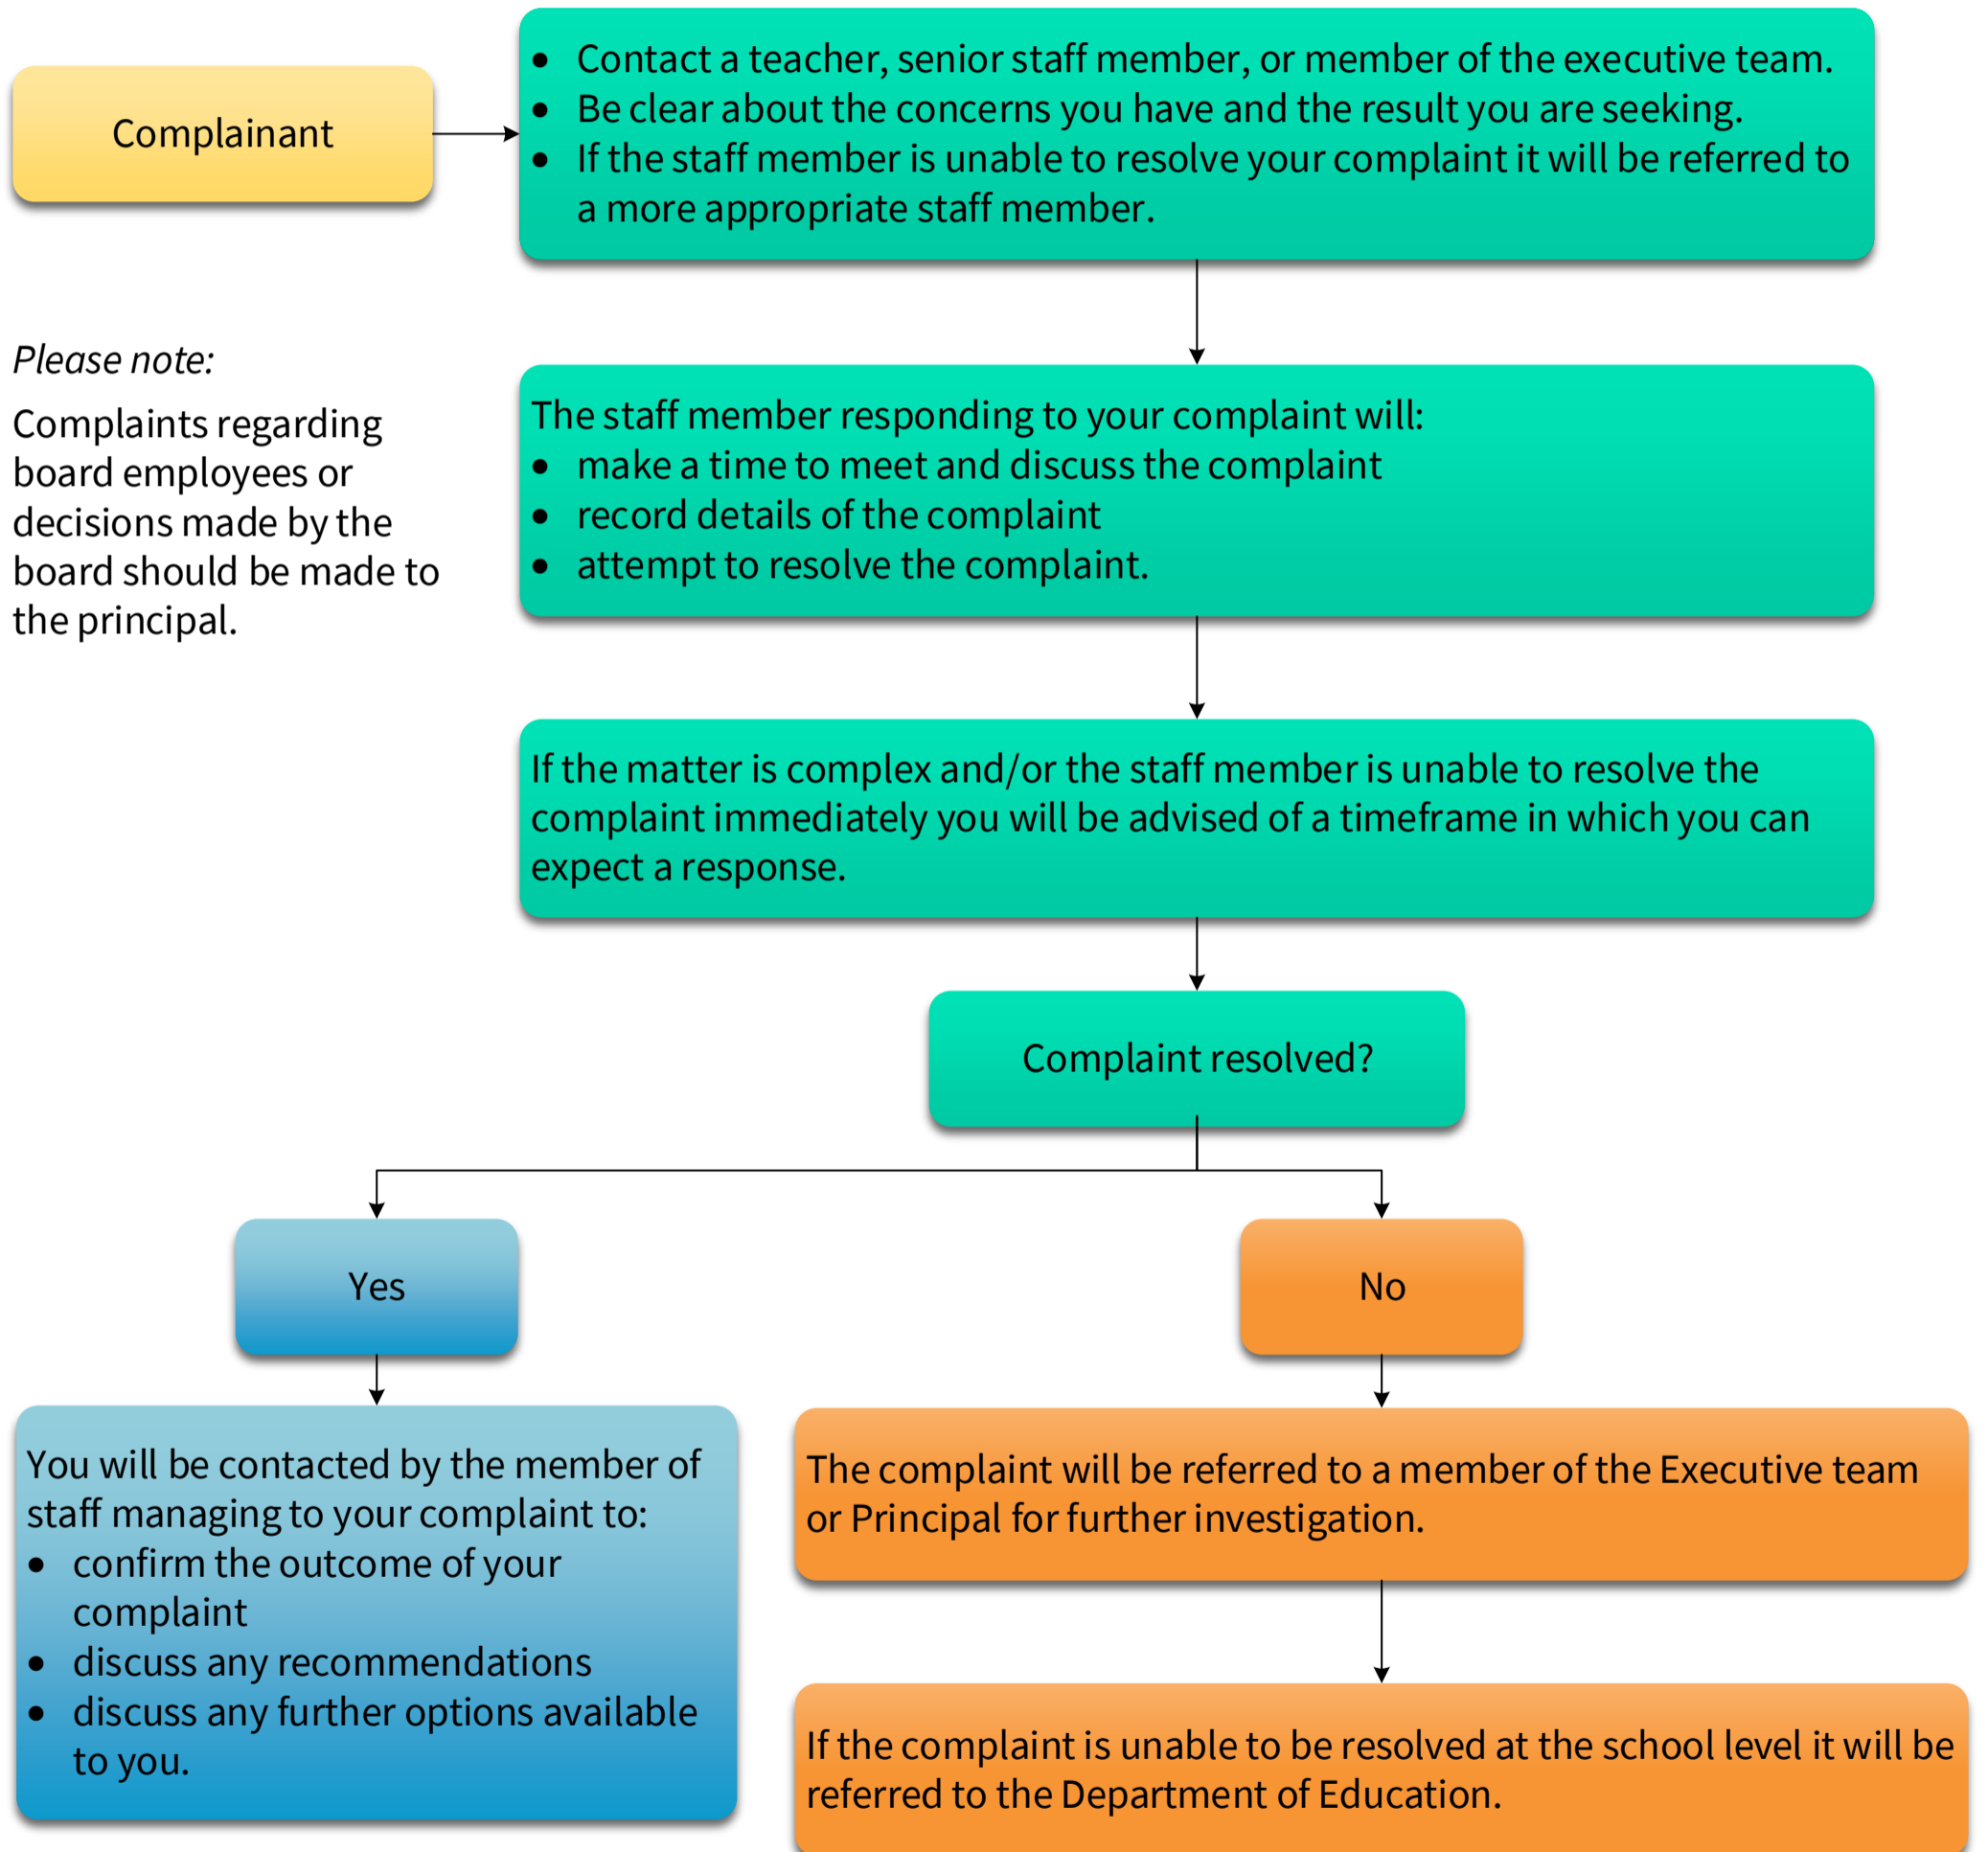 Complainant
• Contact a teacher, senior staff member, or member of the executive team.
• Be clear about the concerns you have and the result you are seeking.
• If the staff member is unable to resolve your complaint it will be referred to
a more appropriate staff member.
Please note:
Complaints regarding
board employees or
decisions made by the
board should be made to
the principal.
The staff member responding to your complaint will:
• make a time to meet and discuss the complaint
• record details of the complaint
• attempt to resolve the complaint.
If the matter is complex and/or the staff member is unable to resolve the
complaint immediately you will be advised of a timeframe in which you can
expect a response.
Complaint resolved?
Yes
No
You will be contacted by the member of
staff managing to your complaint to:
• confirm the outcome of your
complaint
• discuss any recommendations
• discuss any further options available
to you.
The complaint will be referred to a member of the Executive team
or Principal for further investigation.
If the complaint is unable to be resolved at the school level it will be
referred to the Department of Education.